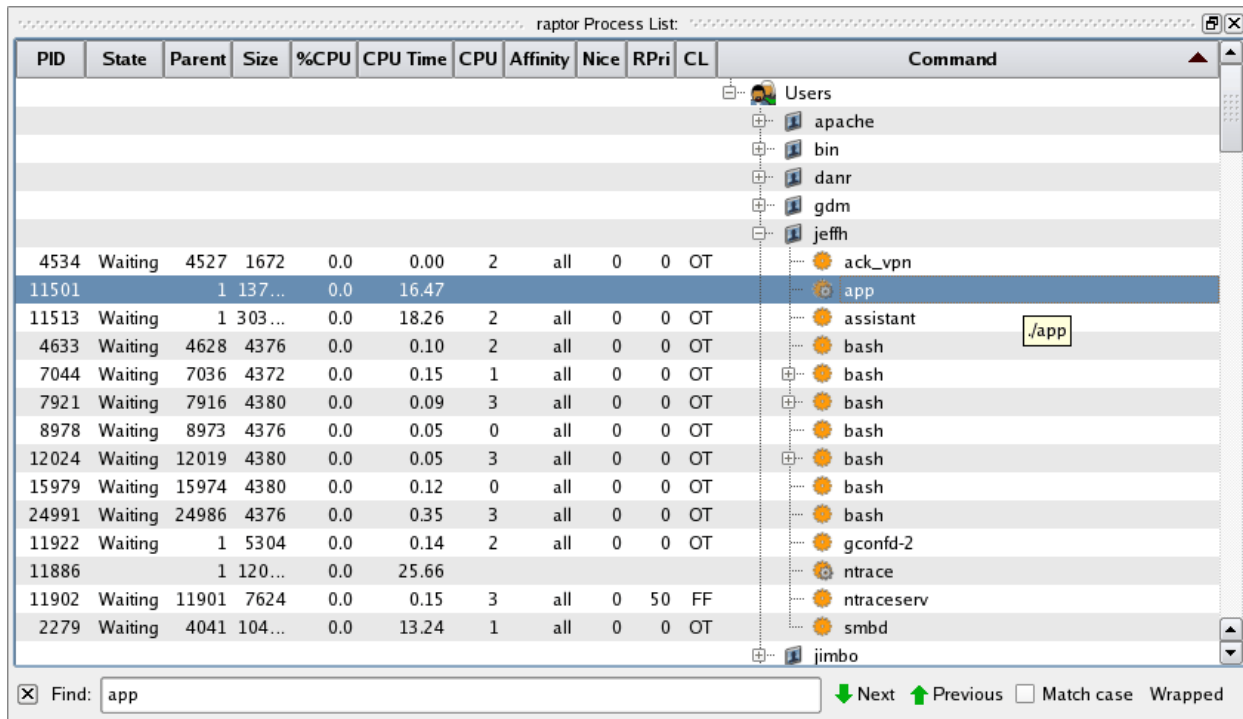 raptor Process List:
PID State Parent Size %CPU CPU Time CPU Affinity Nice RPri CL Command
Users
apache
bin
danr
gdm
jeffh
4534 Waiting 4527 1672 0.0 0.00 2 all 0 0 OT ack_vpn
11501 1 137... 0.0 16.47 app
11513 Waiting 1 303... 0.0 18.26 2 all 0 0 OT assistant
./app
4633 Waiting 4628 4376 0.0 0.10 2 all 0 0 OT bash
7044 Waiting 7036 4372 0.0 0.15 1 all 0 0 OT bash
7921 Waiting 7916 4380 0.0 0.09 3 all 0 0 OT bash
8978 Waiting 8973 4376 0.0 0.05 0 all 0 0 OT bash
12024 Waiting 12019 4380 0.0 0.05 3 all 0 0 OT bash
15979 Waiting 15974 4380 0.0 0.12 0 all 0 0 OT bash
24991 Waiting 24986 4376 0.0 0.35 3 all 0 0 OT bash
11922 Waiting 1 5304 0.0 0.14 2 all 0 0 OT gconfd-2
11886 1 120... 0.0 25.66 ntrace
11902 Waiting 11901 7624 0.0 0.15 3 all 0 50 FF ntraceserv
2279 Waiting 4041 104... 0.0 13.24 1 all 0 0 OT smbd
jimbo
Find: app Next Previous Match case Wrapped